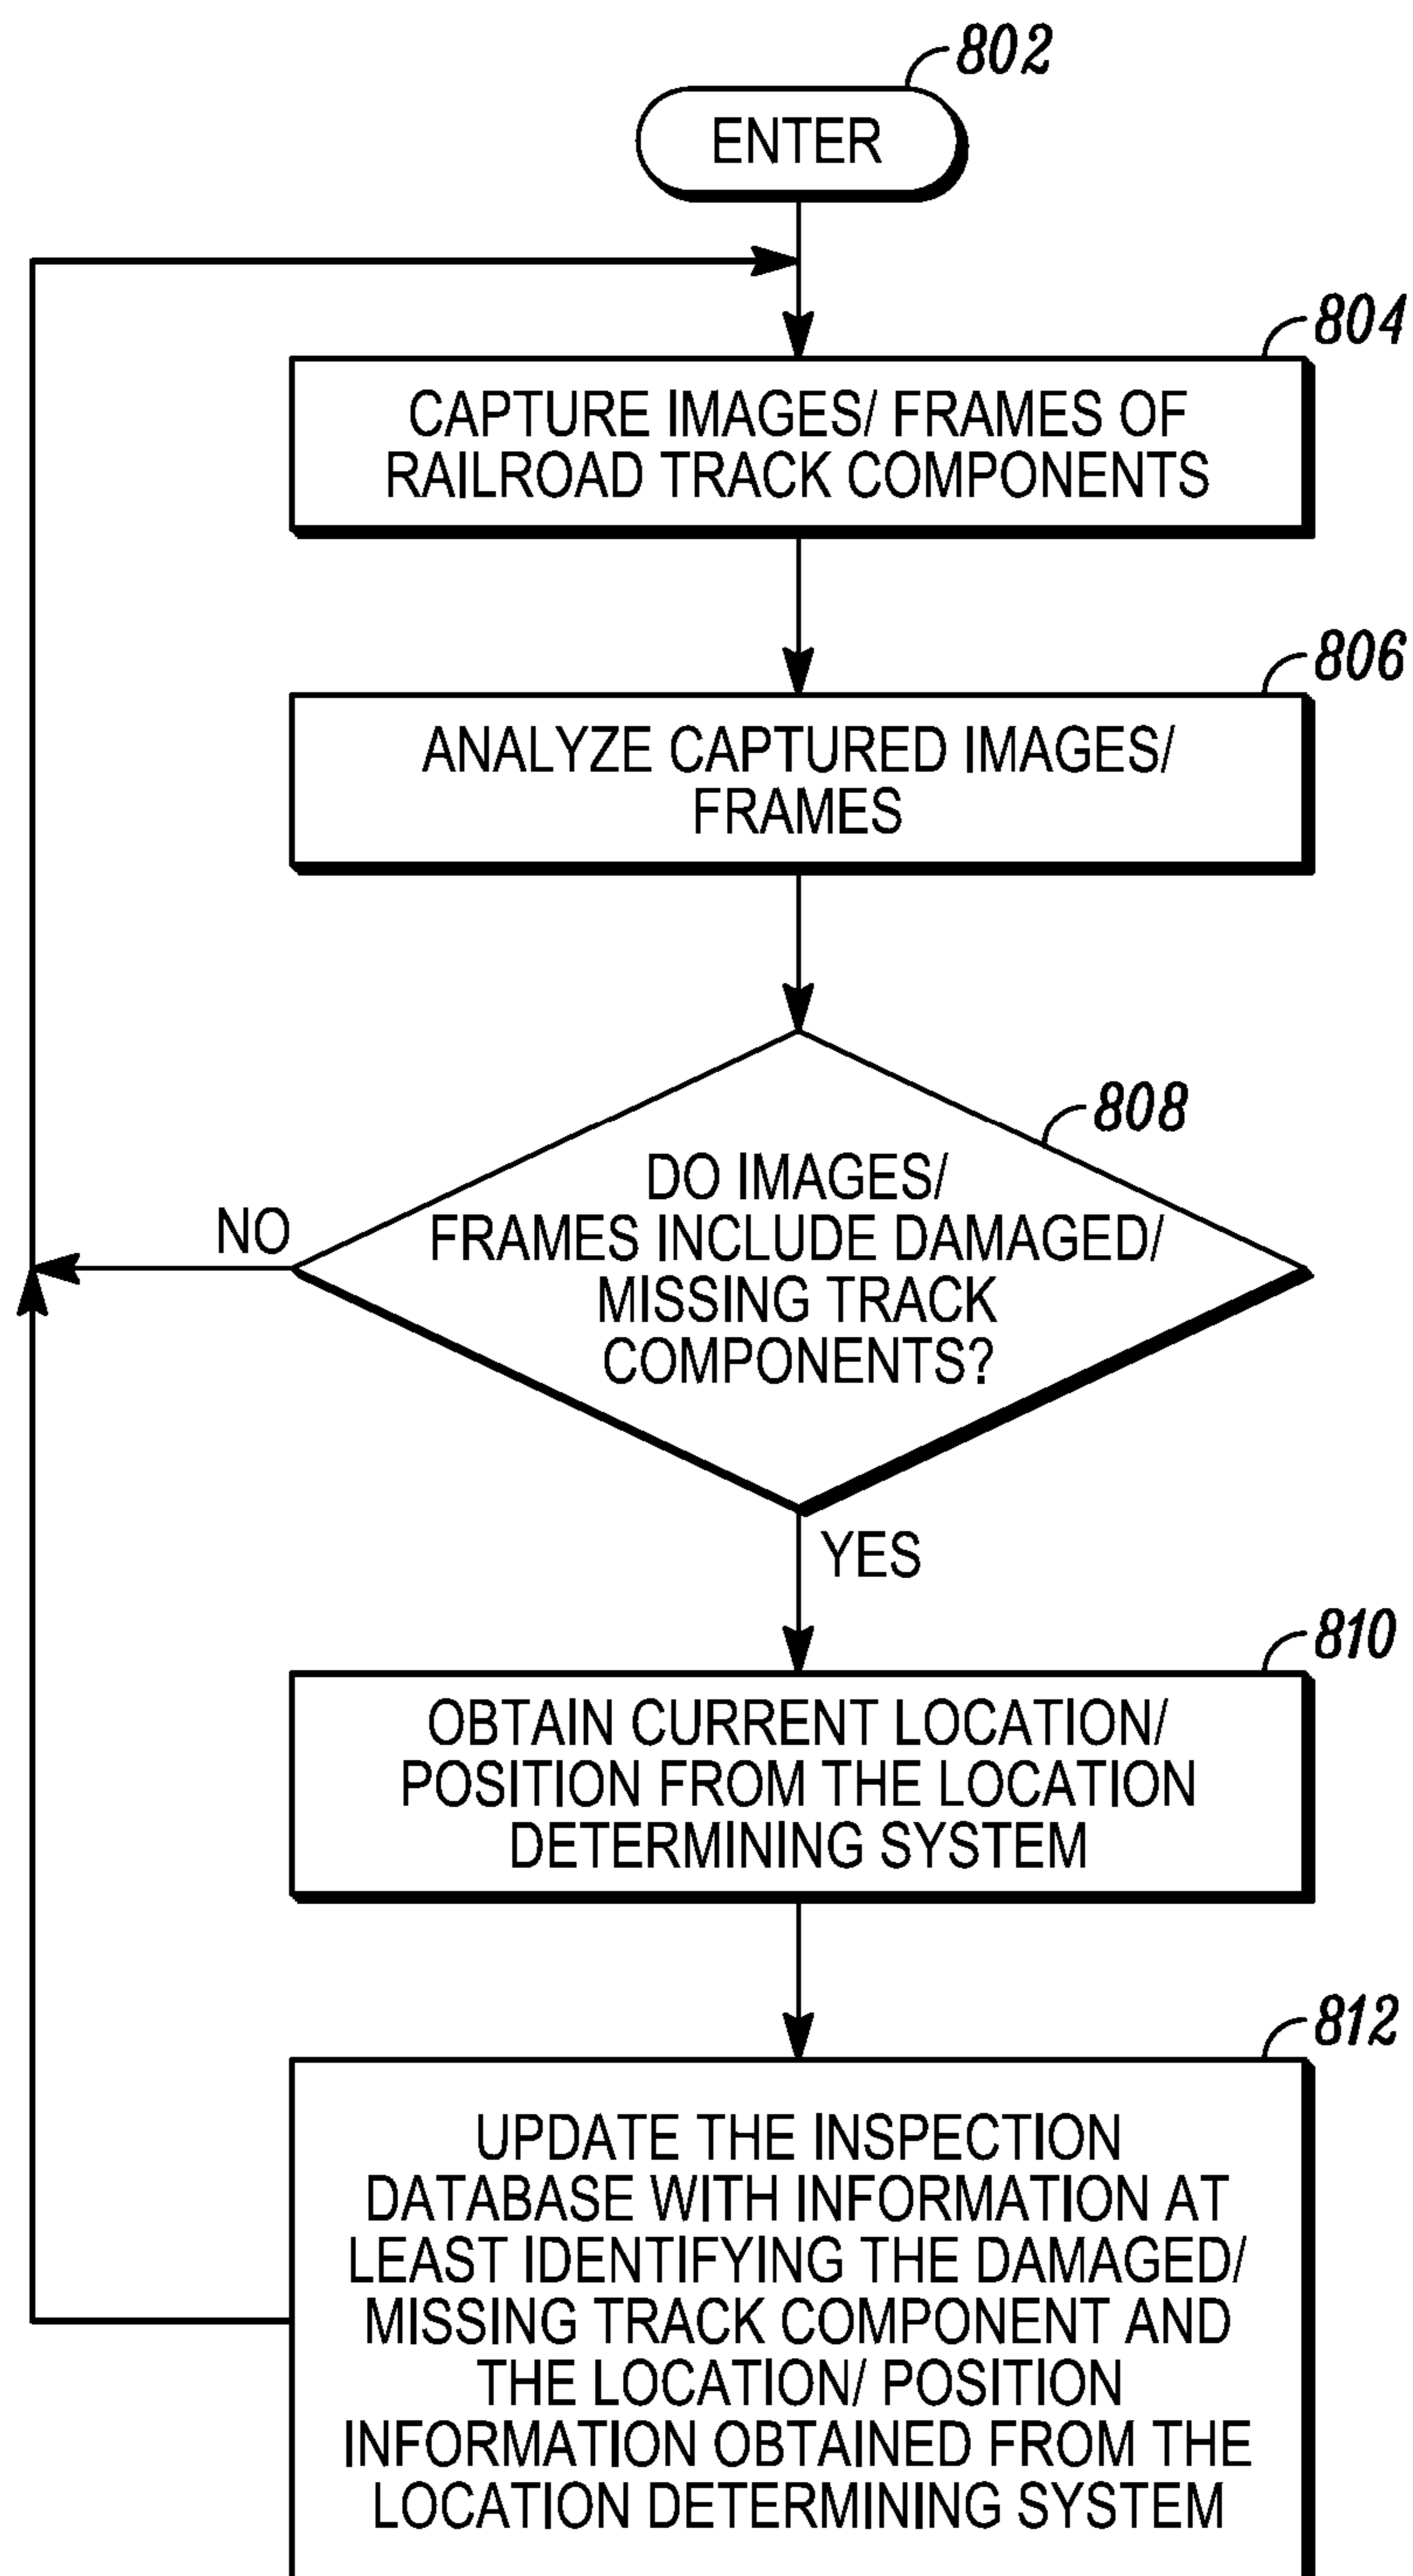 802
ENTER
804
CAPTURE IMAGES/ FRAMES OF
RAILROAD TRACK COMPONENTS
806
ANALYZE CAPTURED IMAGES/
FRAMES
808
DO IMAGES/
FRAMES INCLUDE DAMAGED/
MISSING TRACK
COMPONENTS?
NO
YES
810
OBTAIN CURRENT LOCATION/
POSITION FROM THE LOCATION
DETERMINING SYSTEM
812
UPDATE THE INSPECTION
DATABASE WITH INFORMATION AT
LEAST IDENTIFYING THE DAMAGED/
MISSING TRACK COMPONENT AND
THE LOCATION/ POSITION
INFORMATION OBTAINED FROM THE
LOCATION DETERMINING SYSTEM